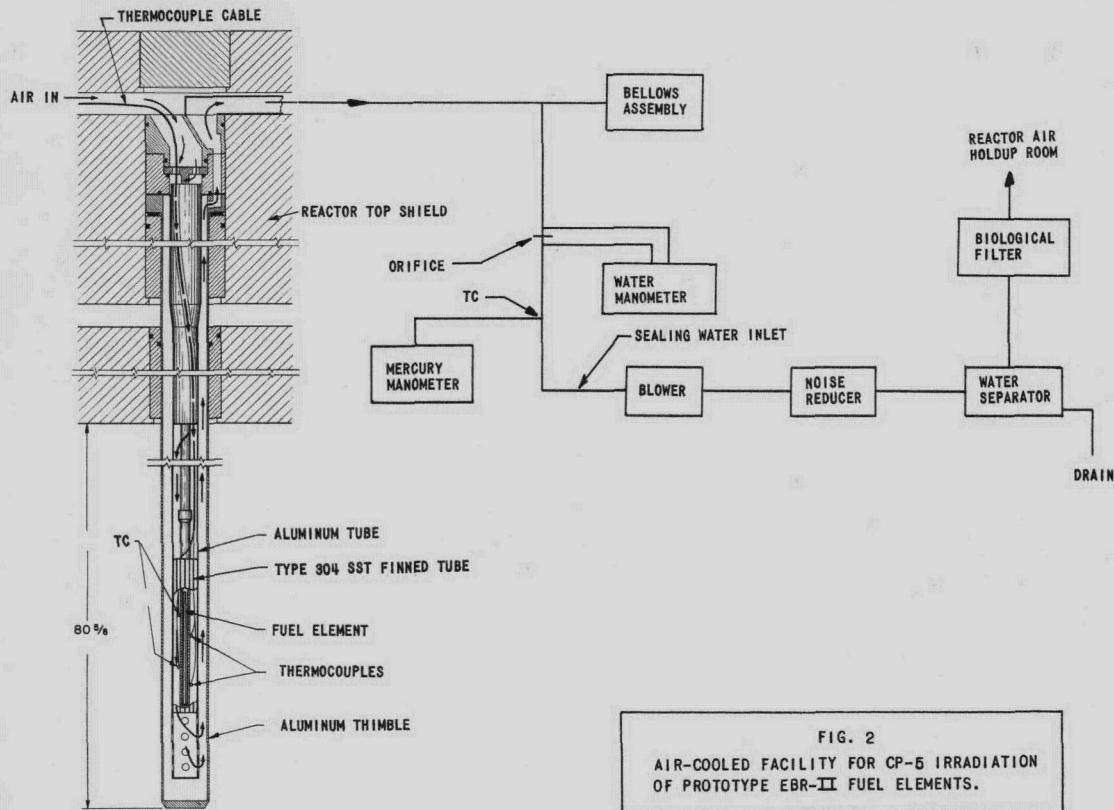 THERMOCOUPLE CABLE
AIR IN
BELLOWS
ASSEMBLY
REACTOR AIR
HOLDUP ROOM
REACTOR TOP SHIELD
BIOLOGICAL
FILTER
ORIFICE
WATER
MANOMETER
TC
SEALING WATER INLET
MERCURY
MANOMETER
BLOWER
NOISE
REDUCER
WATER
SEPARATOR
DRAIN
TC
ALUMINUM TUBE
TYPE 304 SST FINNED TUBE
80 5/8
FUEL ELEMENT
THERMOCOUPLES
ALUMINUM THIMBLE
FIG. 2
AIR-COOLED FACILITY FOR CP-5 IRRADIATION
OF PROTOTYPE EBR-II FUEL ELEMENTS.